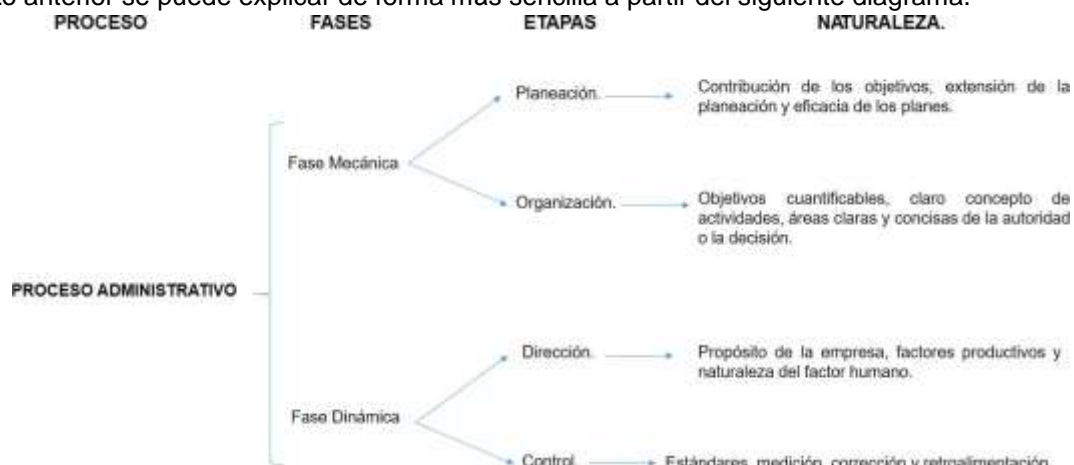 anterior se puede explicar de forma más sencilla a partir del siguiente diagrama.
PROCESO FASES ETAPAS NATURALEZA.
Planeación. Contribución de los objetivos, extensión de la
planeación y eficacia de los planes.
Fase Mecánica
Organización. Objetivos cuantificables, claro concepto de
actividades, áreas claras y concisas de la autoridad
o la decisión.
PROCESO ADMINISTRATIVO
Dirección. Propósito de la empresa, factores productivos y
naturaleza del factor humano.
Fase Dinámica
Control. Estándares, medición, corrección y retroalimentación.